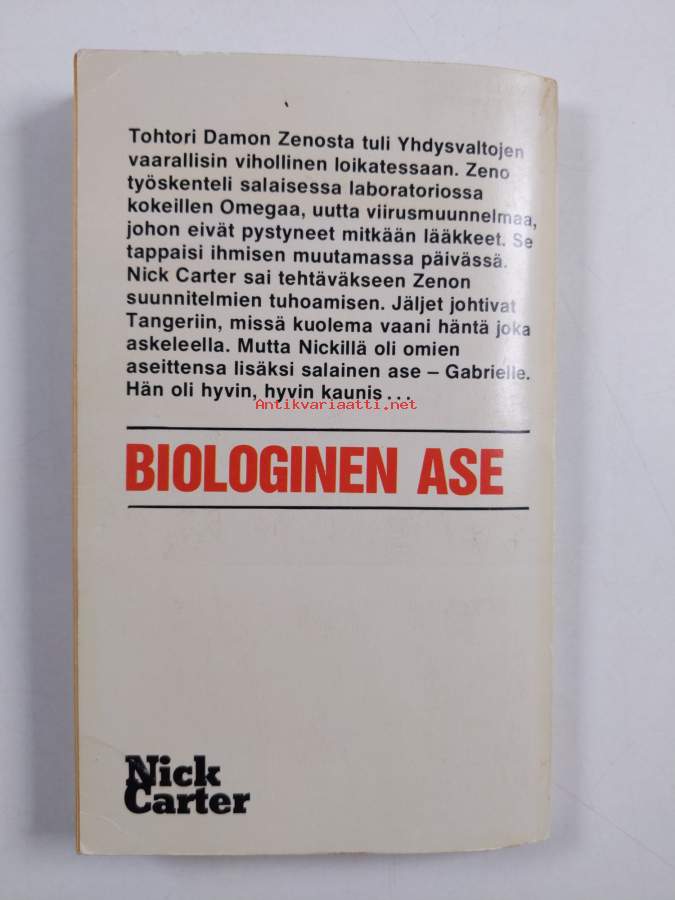 Tohtori Damon Zenosta tuli Yhdysvaltojen
vaarallisin vihollinen loikatessaan. Zeno
työskenteli salaisessa laboratoriossa
kokeillen Omegaa, uutta viirusmuunnelmaa,
johon eivät pystyneet mitkään lääkkeet. Se
tappaisi ihmisen muutamassa päivässä.
Nick Carter sai tehtäväkseen Zenon
suunnitelmien tuhoamisen. Jäljet johtivat
Tangeriin, missä kuolema vaani häntä joka
askeleella. Mutta Nickillä oli omien
aseittensa lisäksi salainen ase – Gabrielle.
Hän oli hyvin, hyvin kaunis...
Antikvariaatti.net
BIOLOGINEN ASE
Nick
Carter